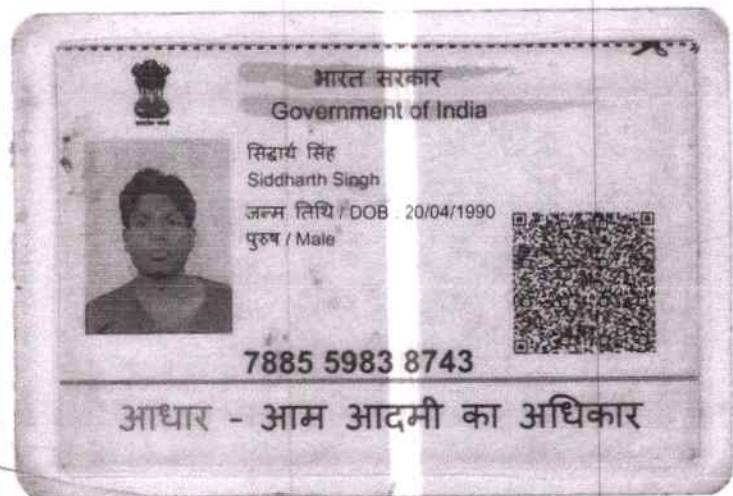 भारत सरकार
Government of India
सिद्धार्थ सिंह
Siddharth Singh
जन्म तिथि / DOB : 20/04/1990
पुरुष / Male
7885 5983 8743
आधार - आम आदमी का अधिकार